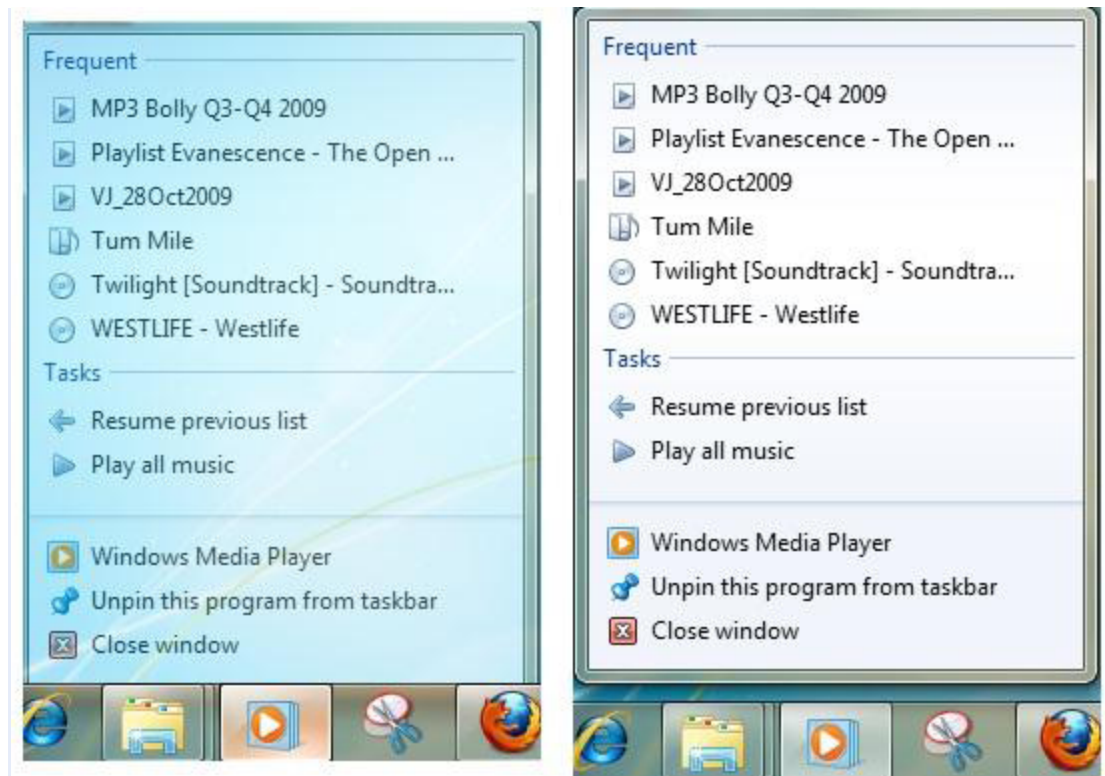 Frequent
MP3 Bolly Q3-Q4 2009
Playlist Evanescence - The Open ...
VJ_28Oct2009
Tum Mile
Twilight [Soundtrack] - Soundtra...
WESTLIFE - Westlife
Tasks
Resume previous list
Play all music
Windows Media Player
Unpin this program from taskbar
Close window
Frequent
MP3 Bolly Q3-Q4 2009
Playlist Evanescence - The Open ...
VJ_28Oct2009
Tum Mile
Twilight [Soundtrack] - Soundtra...
WESTLIFE - Westlife
Tasks
Resume previous list
Play all music
Windows Media Player
Unpin this program from taskbar
Close window